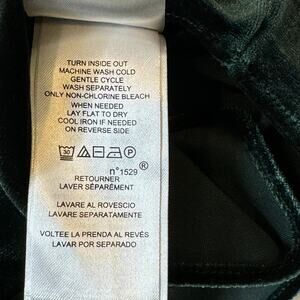 TURN INSIDE OUT
MACHINE WASH COLD
GENTLE CYCLE
WASH SEPARATELY
ONLY NON-CHLORINE BLEACH
WHEN NEEDED
LAY FLAT TO DRY
COOL IRON IF NEEDED
ON REVERSE SIDE
30 P
n°1529 ®
RETOURNER
LAVER SÉPARÉMENT
LAVARE AL ROVESCIO
LAVARE SEPARATAMENTE
VOLTEE LA PRENDA AL REVÉS
LAVAR POR SEPARADO